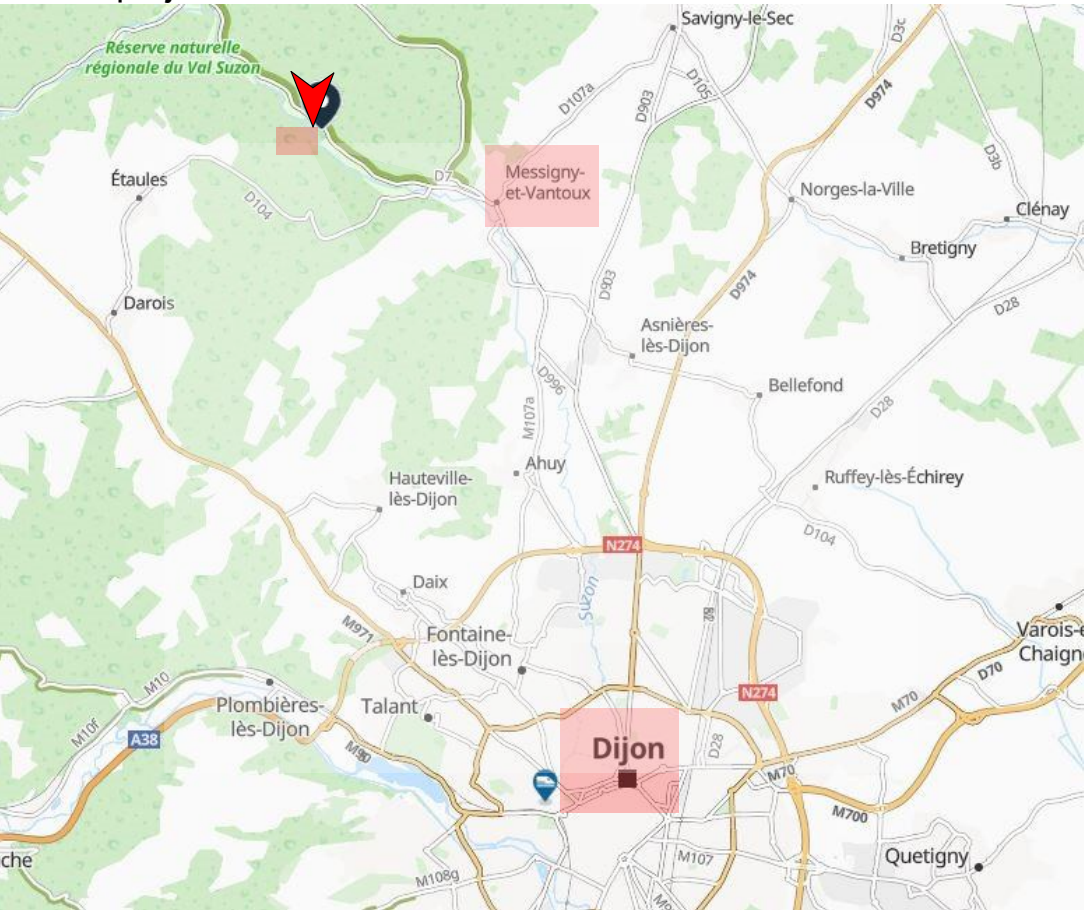 Savigny-le-Sec
D3c
Réserve naturelle
régionale du Val Suzon
D105
D107a
D903
D974
D3b
D7
Messigny-
et-Vantoux
Étaules
D104
Norges-la-Ville
Clénay
Bretigny
D903
D974
Darois
D28
Asnières-
lès-Dijon
D996
Bellefond
M107a
D28
Ahuy
Hauteville-
lès-Dijon
Ruffey-lès-Échirey
D104
N274
Daix
Suzon
M971
Fontaine-
lès-Dijon
Varois-e
Chaign
D70
M10
N274
Plombières-
lès-Dijon
Talant
M70
M10f
A38
M90
Dijon
D28
M70
M700
che
M107
Quetigny
M108g